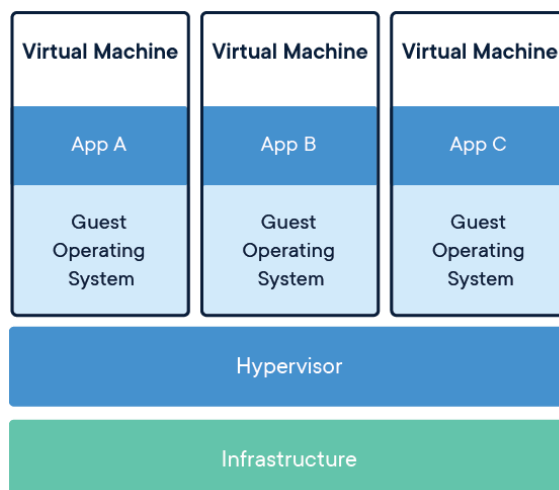 Virtual Machine
Virtual Machine
Virtual Machine
App A
App B
App C
Guest
Operating
System
Guest
Operating
System
Guest
Operating
System
Hypervisor
Infrastructure